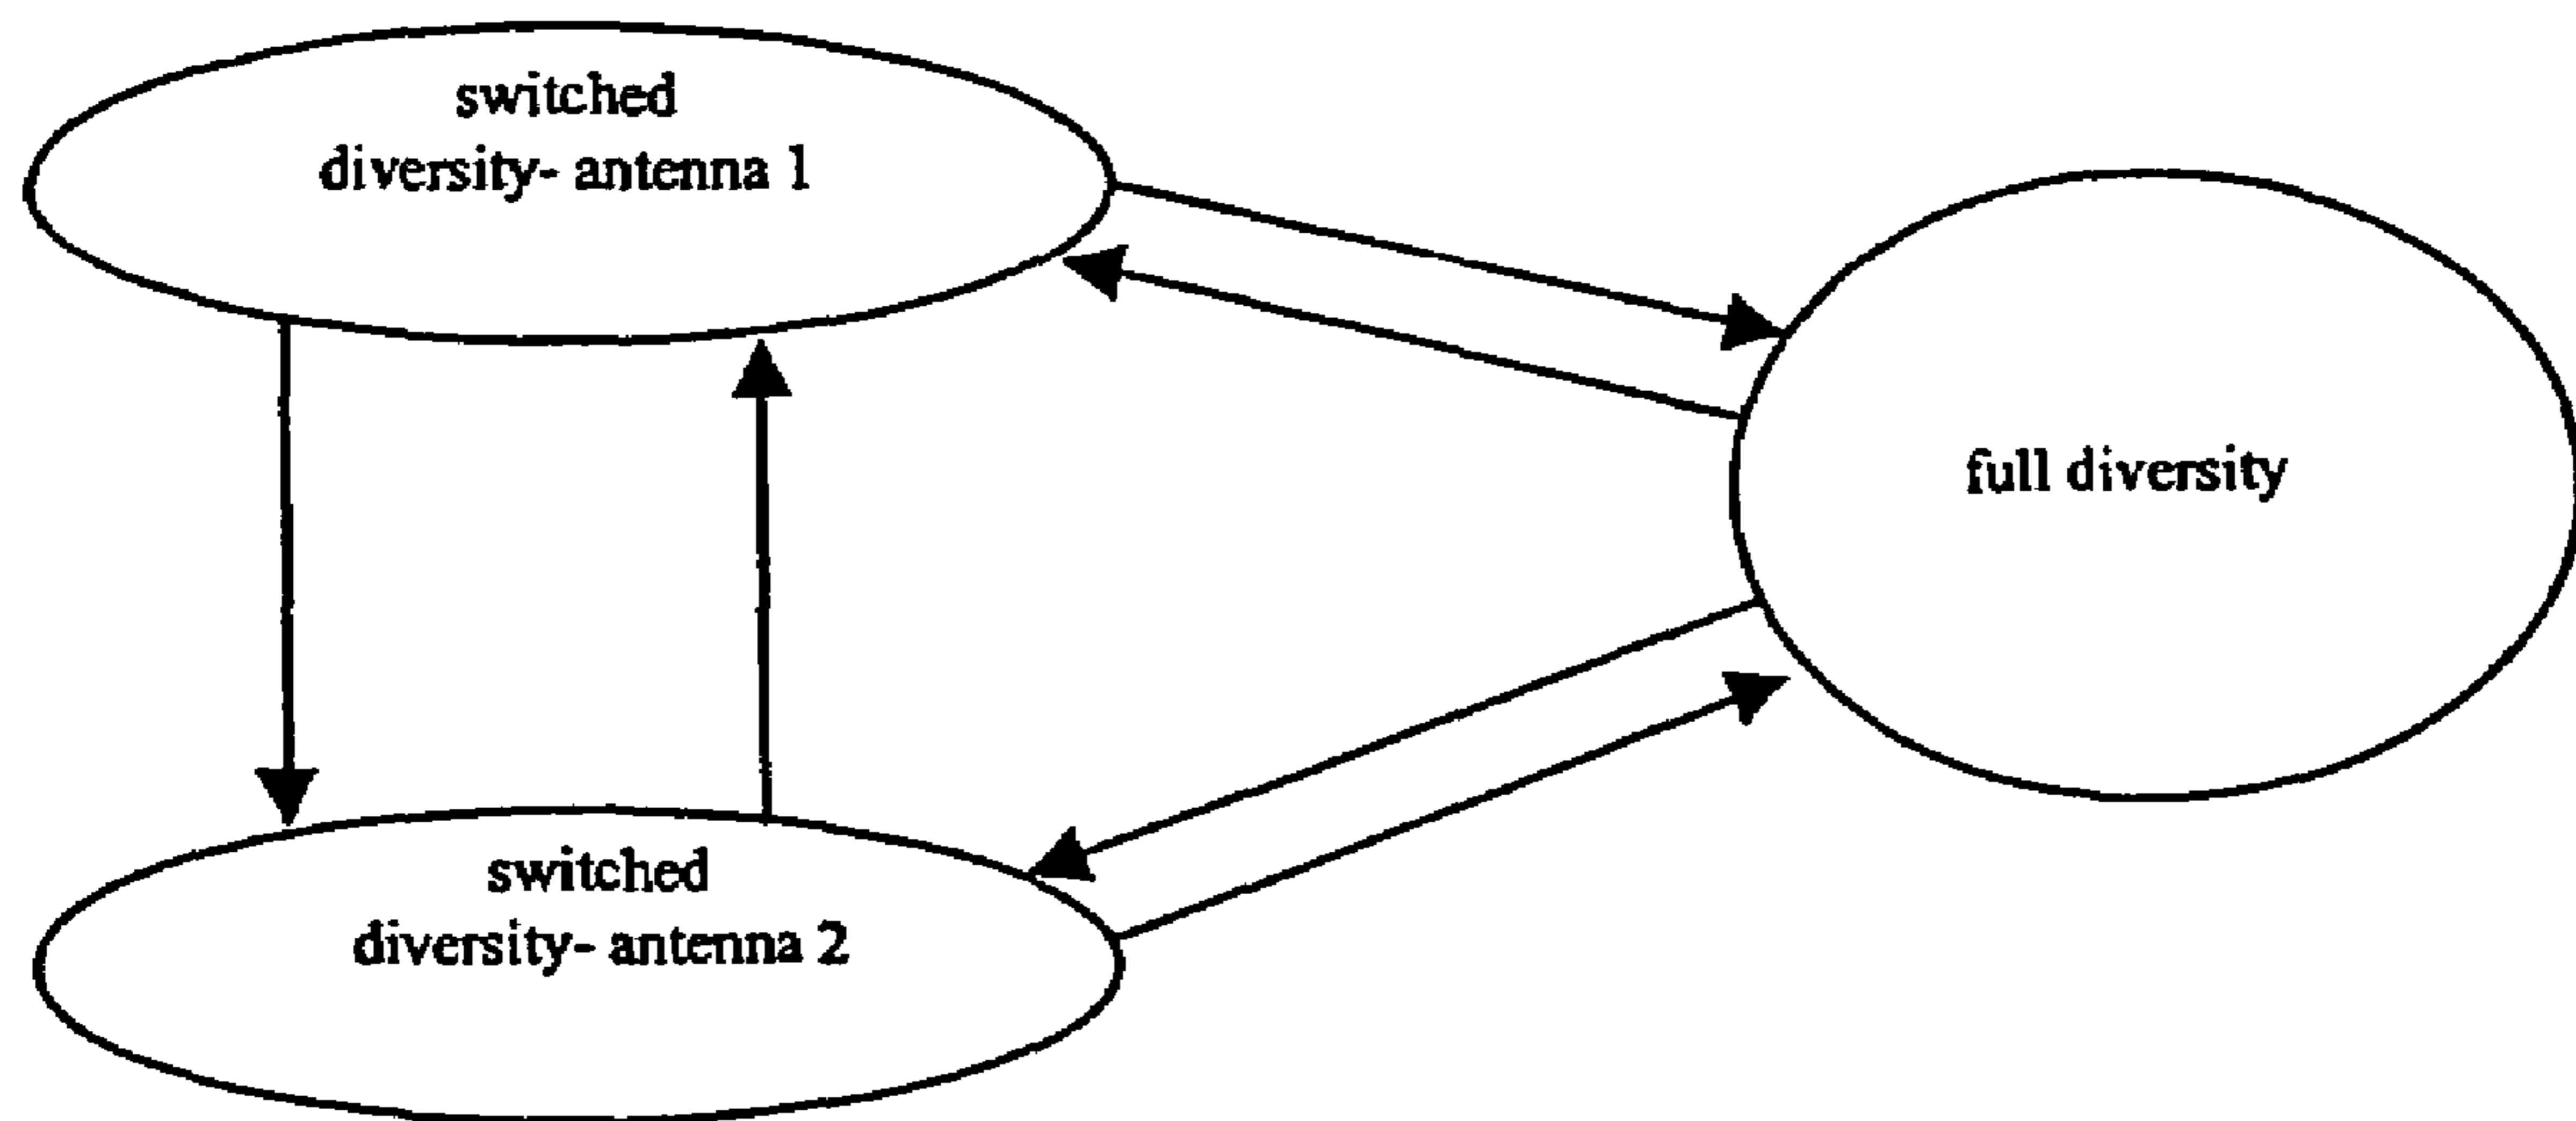 switched
diversity- antenna 1
full diversity
switched
diversity- antenna 2